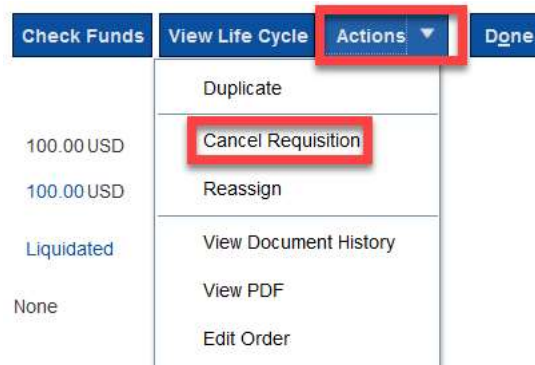 Check Funds View Life Cycle Actions Done
Duplicate
100.00 USD Cancel Requisition
100.00 USD Reassign
Liquidated View Document History
View PDF
None
Edit Order